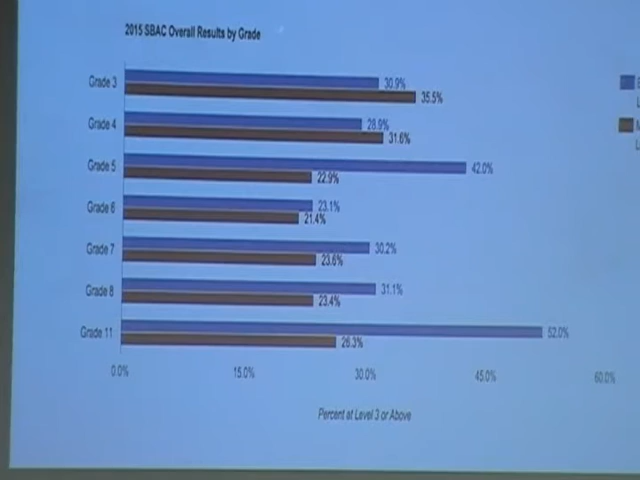 2015 SBAC Overall Results by Grade
Grade 3
30.9%
35.5%
Grade 4
28.9%
31.6%
Grade 5
42.0%
22.9%
Grade 6
23.1%
21.4%
Grade 7
30.2%
23.6%
Grade 8
31.1%
23.4%
Grade 11
52.0%
26.3%
0.0%
15.0%
30.0%
45.0%
60.0%
Percent at Level 3 or Above